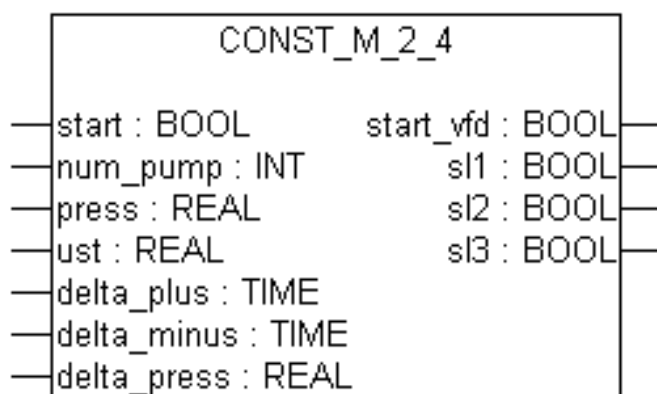 CONST_M_2_4
start : BOOL start_vfd : BOOL
num_pump : INT sl1 : BOOL
press : REAL sl2 : BOOL
ust : REAL sl3 : BOOL
delta_plus : TIME
delta_minus : TIME
delta_press : REAL